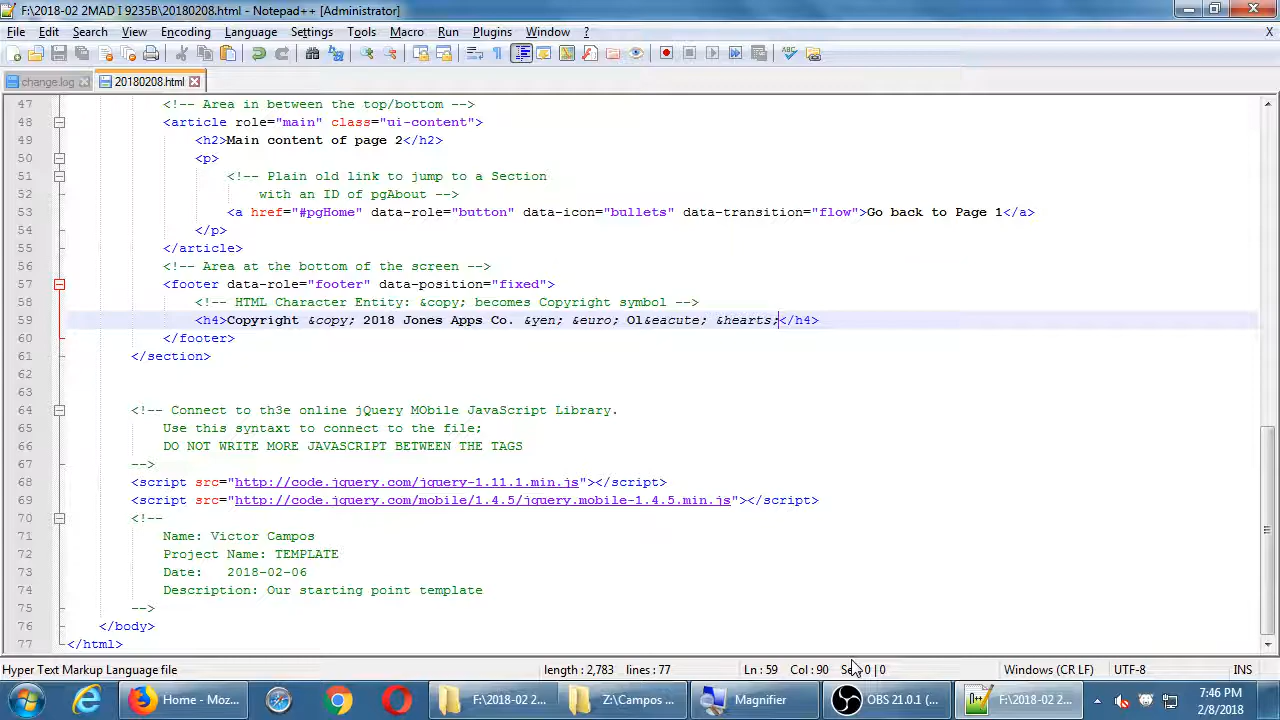 F:\2018-02 2MAD I 9235B\20180208.html - Notepad++ [Administrator]
File Edit Search View Encoding Language Settings Tools Macro Run Plugins Window ? X
change.log 20180208.html
47 <!-- Area in between the top/bottom -->
48 <article role="main" class="ui-content">
49 <h2>Main content of page 2</h2>
50 <p>
51 <!-- Plain old link to jump to a Section
52 with an ID of pgAbout -->
53 <a href="#pgHome" data-role="button" data-icon="bullets" data-transition="flow">Go back to Page 1</a>
54 </p>
55 </article>
56 <!-- Area at the bottom of the screen -->
57 <footer data-role="footer" data-position="fixed">
58 <!-- HTML Character Entity: &copy; becomes Copyright symbol -->
59 <h4>Copyright &copy; 2018 Jones Apps Co. &yen; &euro; Ol&eacute; &hearts;</h4>
60 </footer>
61 </section>
62
63
64 <!-- Connect to th3e online jQuery MObile JavaScript Library.
65 Use this syntaxt to connect to the file;
66 DO NOT WRITE MORE JAVASCRIPT BETWEEN THE TAGS
67 -->
68 <script src="http://code.jquery.com/jquery-1.11.1.min.js"></script>
69 <script src="http://code.jquery.com/mobile/1.4.5/jquery.mobile-1.4.5.min.js"></script>
70 <!--
71 Name: Victor Campos
72 Project Name: TEMPLATE
73 Date: 2018-02-06
74 Description: Our starting point template
75 -->
76 </body>
77 </html>
Hyper Text Markup Language file length : 2,783 lines : 77 Ln : 59 Col : 90 0 | 0 Windows (CR LF) UTF-8 INS
Home - Moz... F:\2018-02 2... Z:\Campos ... Magnifier OBS 21.0.1 (... F:\2018-02 2... 7:46 PM
2/8/2018